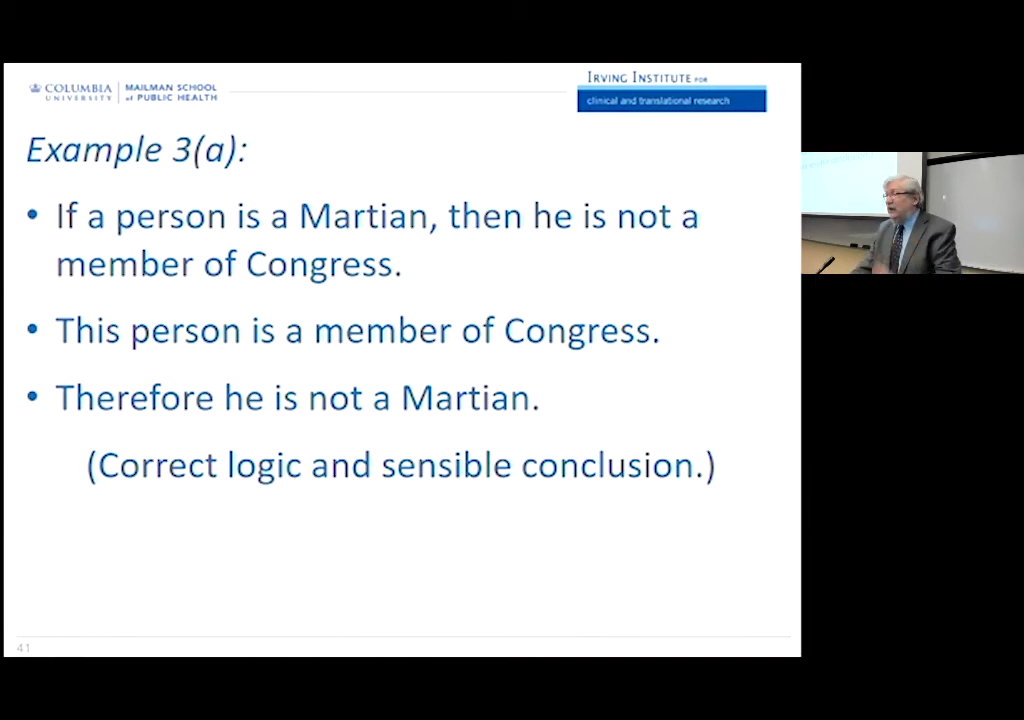 COLUMBIA UNIVERSITY
MAILMAN SCHOOL of PUBLIC HEALTH
IRVING INSTITUTE FOR
clinical and translational research
Example 3(a):
• If a person is a Martian, then he is not a
member of Congress.
• This person is a member of Congress.
• Therefore he is not a Martian.
(Correct logic and sensible conclusion.)
41